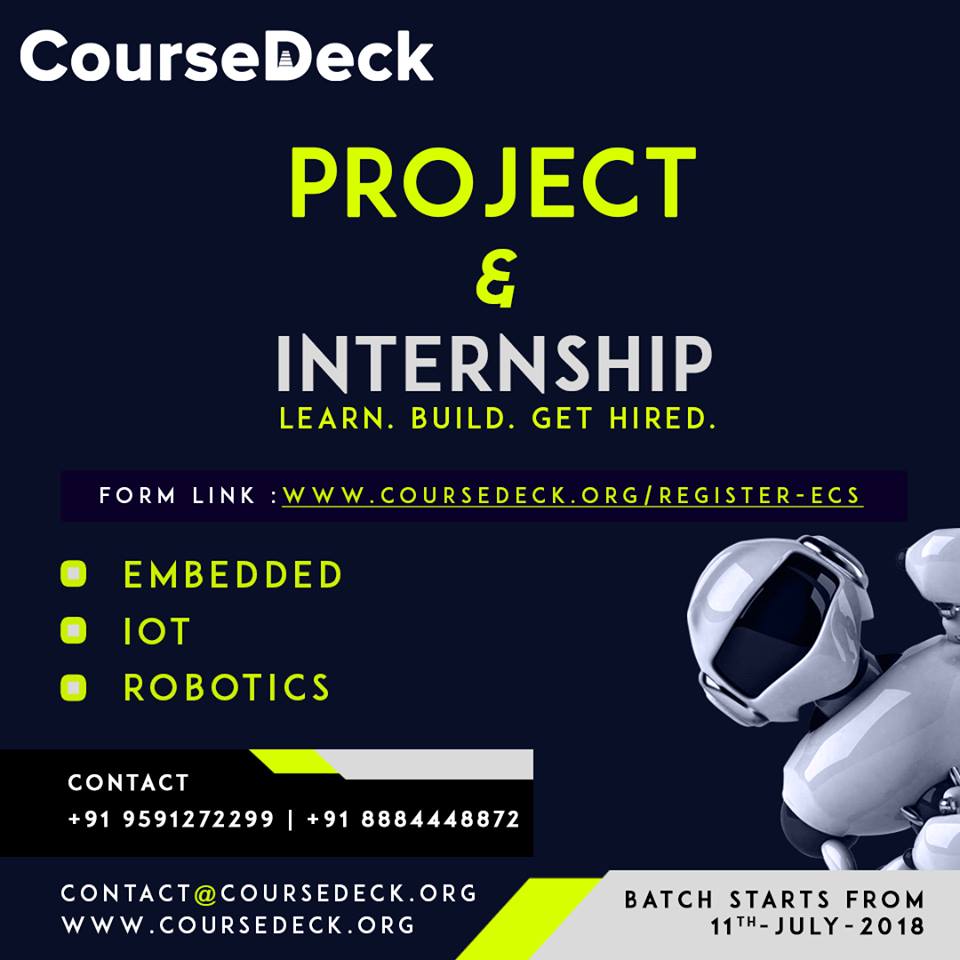 CourseDeck
PROJECT
&
INTERNSHIP
LEARN. BUILD. GET HIRED.
FORM LINK :WWW.COURSEDECK.ORG/REGISTER-ECS
EMBEDDED
IOT
ROBOTICS
CONTACT
+91 9591272299 | +91 8884448872
CONTACT@COURSEDECK.ORG
WWW.COURSEDECK.ORG
BATCH STARTS FROM
11TH-JULY-2018